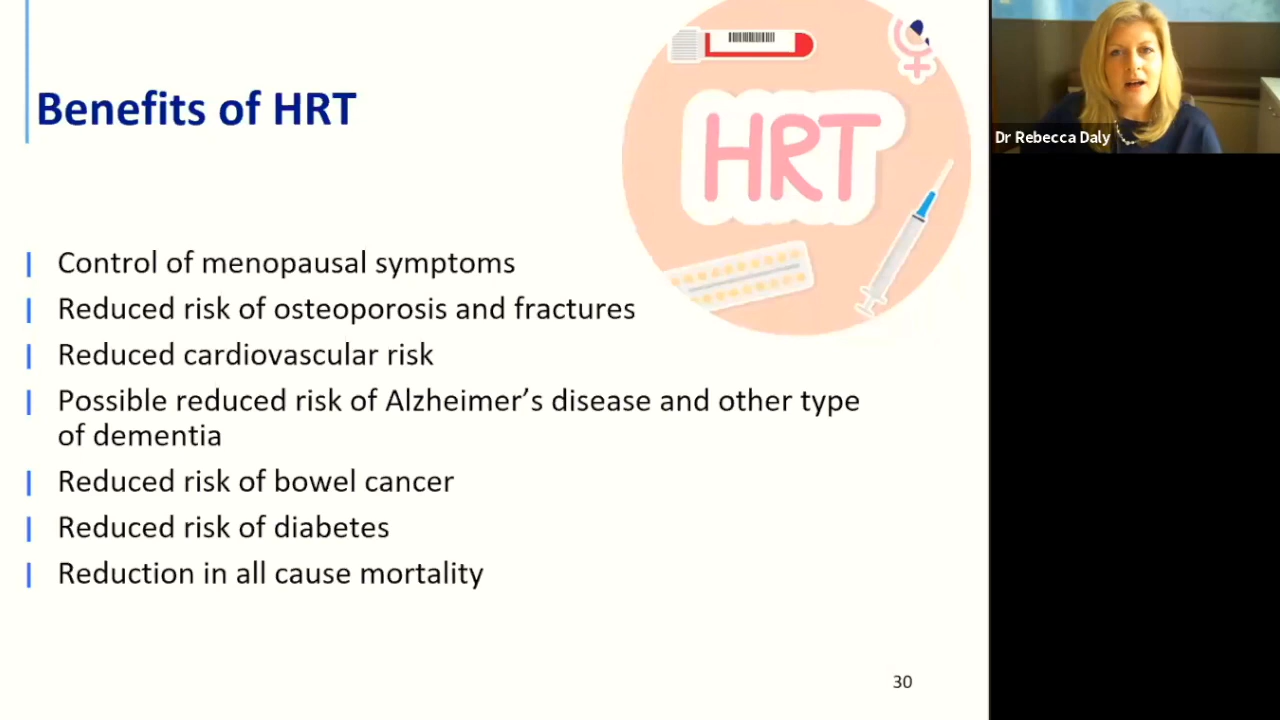 Benefits of HRT
HRT
Dr Rebecca Daly
Control of menopausal symptoms
Reduced risk of osteoporosis and fractures
Reduced cardiovascular risk
Possible reduced risk of Alzheimer’s disease and other type
of dementia
Reduced risk of bowel cancer
Reduced risk of diabetes
Reduction in all cause mortality
30